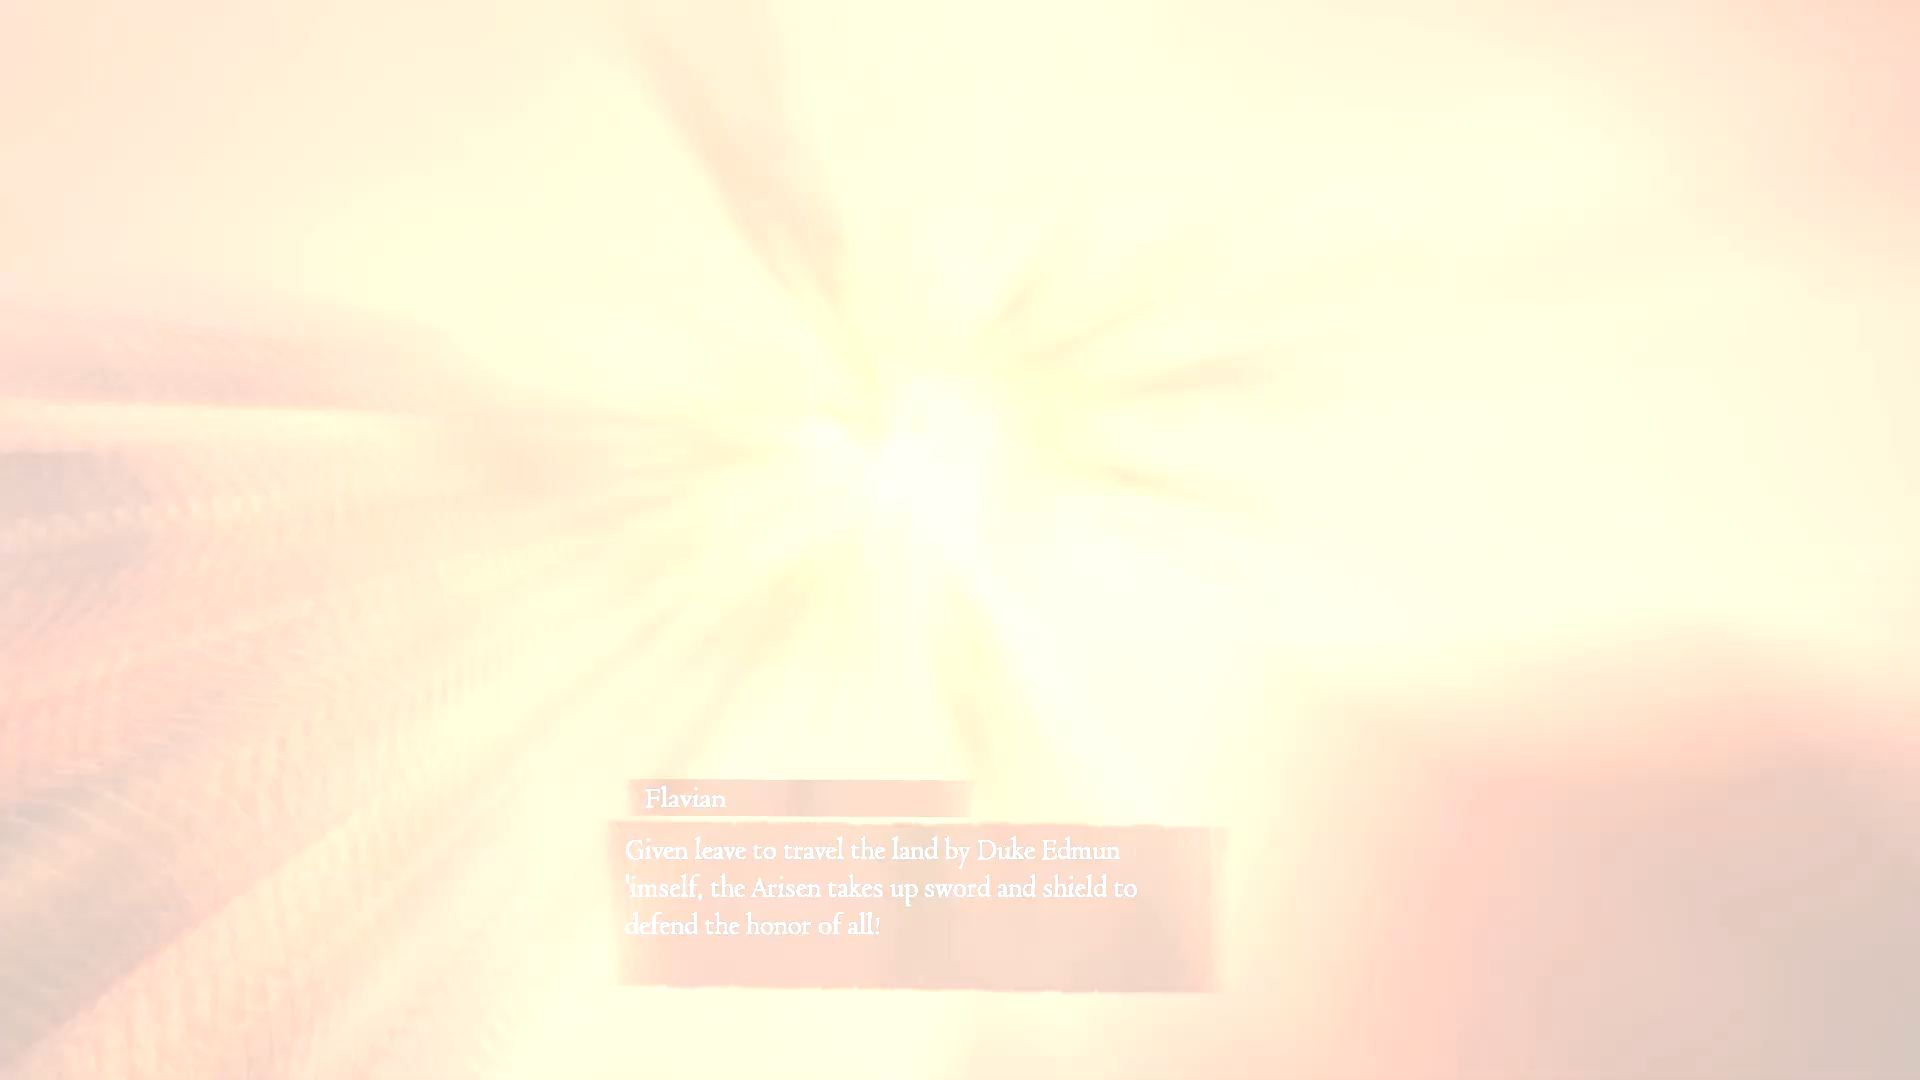 Flavian
Given leave to travel the land by Duke Edmun
'imself, the Arisen takes up sword and shield to
defend the honor of all!